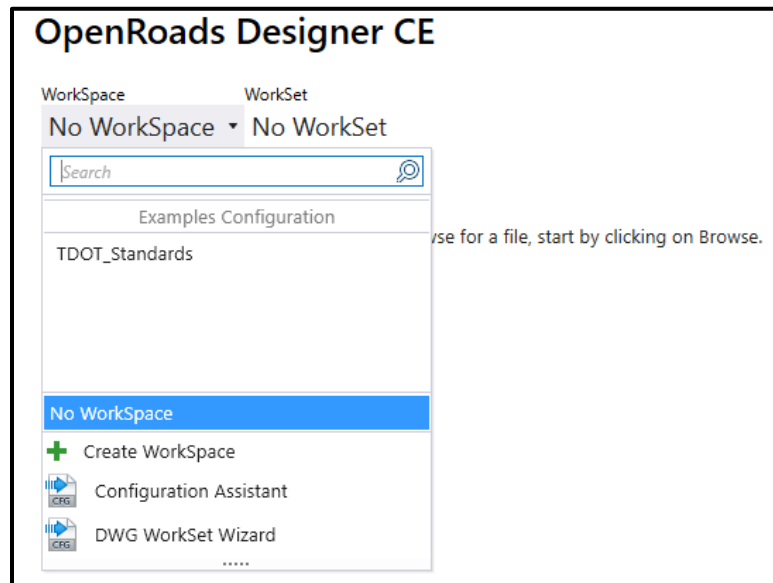 OpenRoads Designer CE
WorkSpace WorkSet
No WorkSpace No WorkSet
Search
Examples Configuration
se for a file, start by clicking on Browse.
TDOT_Standards
No WorkSpace
Create WorkSpace
CFG Configuration Assistant
CFG DWG WorkSet Wizard